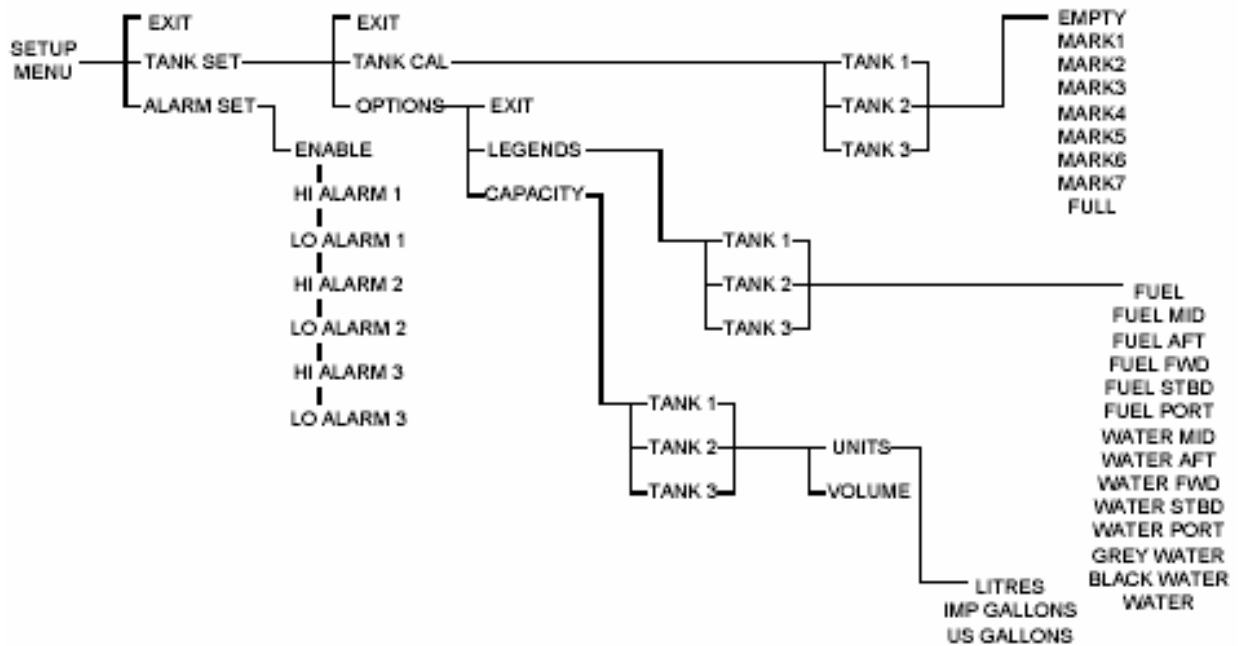 SETUP
MENU
EXIT
TANK SET
ALARM SET
EXIT
TANK CAL
OPTIONS
ENABLE
HI ALARM 1
LO ALARM 1
HI ALARM 2
LO ALARM 2
HI ALARM 3
LO ALARM 3
EXIT
LEGENDS
CAPACITY
TANK 1
TANK 2
TANK 3
EMPTY
MARK1
MARK2
MARK3
MARK4
MARK5
MARK6
MARK7
FULL
TANK 1
TANK 2
TANK 3
FUEL
FUEL MID
FUEL AFT
FUEL FWD
FUEL STBD
FUEL PORT
WATER MID
WATER AFT
WATER FWD
WATER STBD
WATER PORT
GREY WATER
BLACK WATER
WATER
TANK 1
TANK 2
TANK 3
UNITS
VOLUME
LITRES
IMP GALLONS
US GALLONS